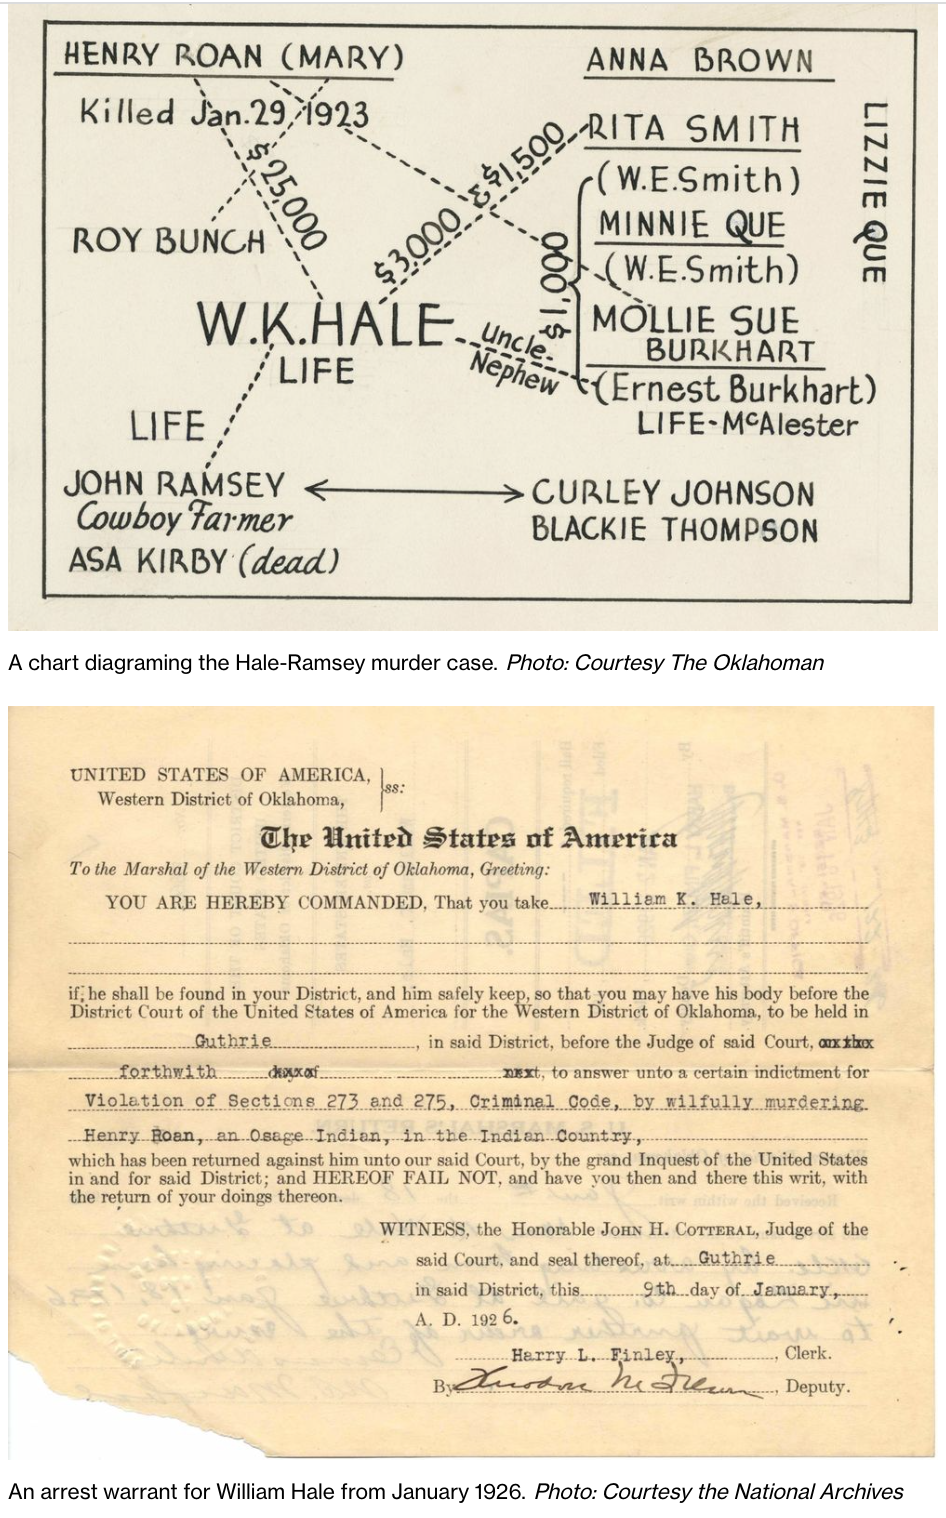 HENRY ROAN (MARY)
Killed Jan. 29, 1923
ANNA BROWN
$25,000
ROY BUNCH
$3,000 & $1,500
RITA SMITH
(W.E.Smith)
MINNIE QUE
(W.E.Smith)
$1,000
MOLLIE SUE
BURKHART
(Ernest Burkhart)
LIFE-McAlester
LIZZIE QUE
W.K.HALE
LIFE
Uncle-
Nephew
LIFE
JOHN RAMSEY
Cowboy Farmer
ASA KIRBY (dead)
CURLEY JOHNSON
BLACKIE THOMPSON
A chart diagraming the Hale-Ramsey murder case. Photo: Courtesy The Oklahoman
UNITED STATES OF AMERICA,
Western District of Oklahoma,
ss:
The United States of America
To the Marshal of the Western District of Oklahoma, Greeting:
YOU ARE HEREBY COMMANDED, That you take William K. Hale,
if he shall be found in your District, and him safely keep, so that you may have his body before the
District Court of the United States of America for the Western District of Oklahoma, to be held in
Guthrie, in said District, before the Judge of said Court,
forthwith next, to answer unto a certain indictment for
Violation of Sections 273 and 275, Criminal Code, by wilfully murdering
Henry Roan, an Osage Indian, in the Indian Country,
which has been returned against him unto our said Court, by the grand Inquest of the United States
in and for said District; and HEREOF FAIL NOT, and have you then and there this writ, with
the return of your doings thereon.
WITNESS, the Honorable JOHN H. COTTERAL, Judge of the
said Court, and seal thereof, at Guthrie
in said District, this 9th day of January,
A. D. 1926.
Harry L. Finley, Clerk.
By , Deputy.
An arrest warrant for William Hale from January 1926. Photo: Courtesy the National Archives